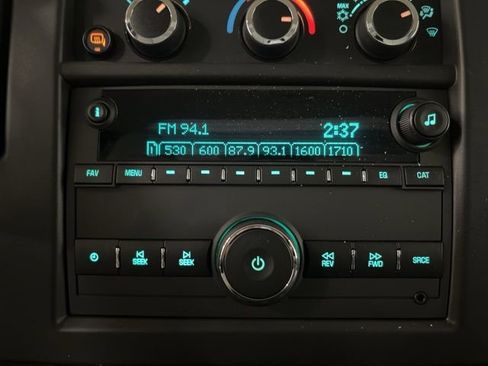 MAX
FM 94.1 2:37
1 530 600 87.9 93.1 1600 1710
FAV MENU EQ CAT
SEEK SEEK REV FWD SRCE